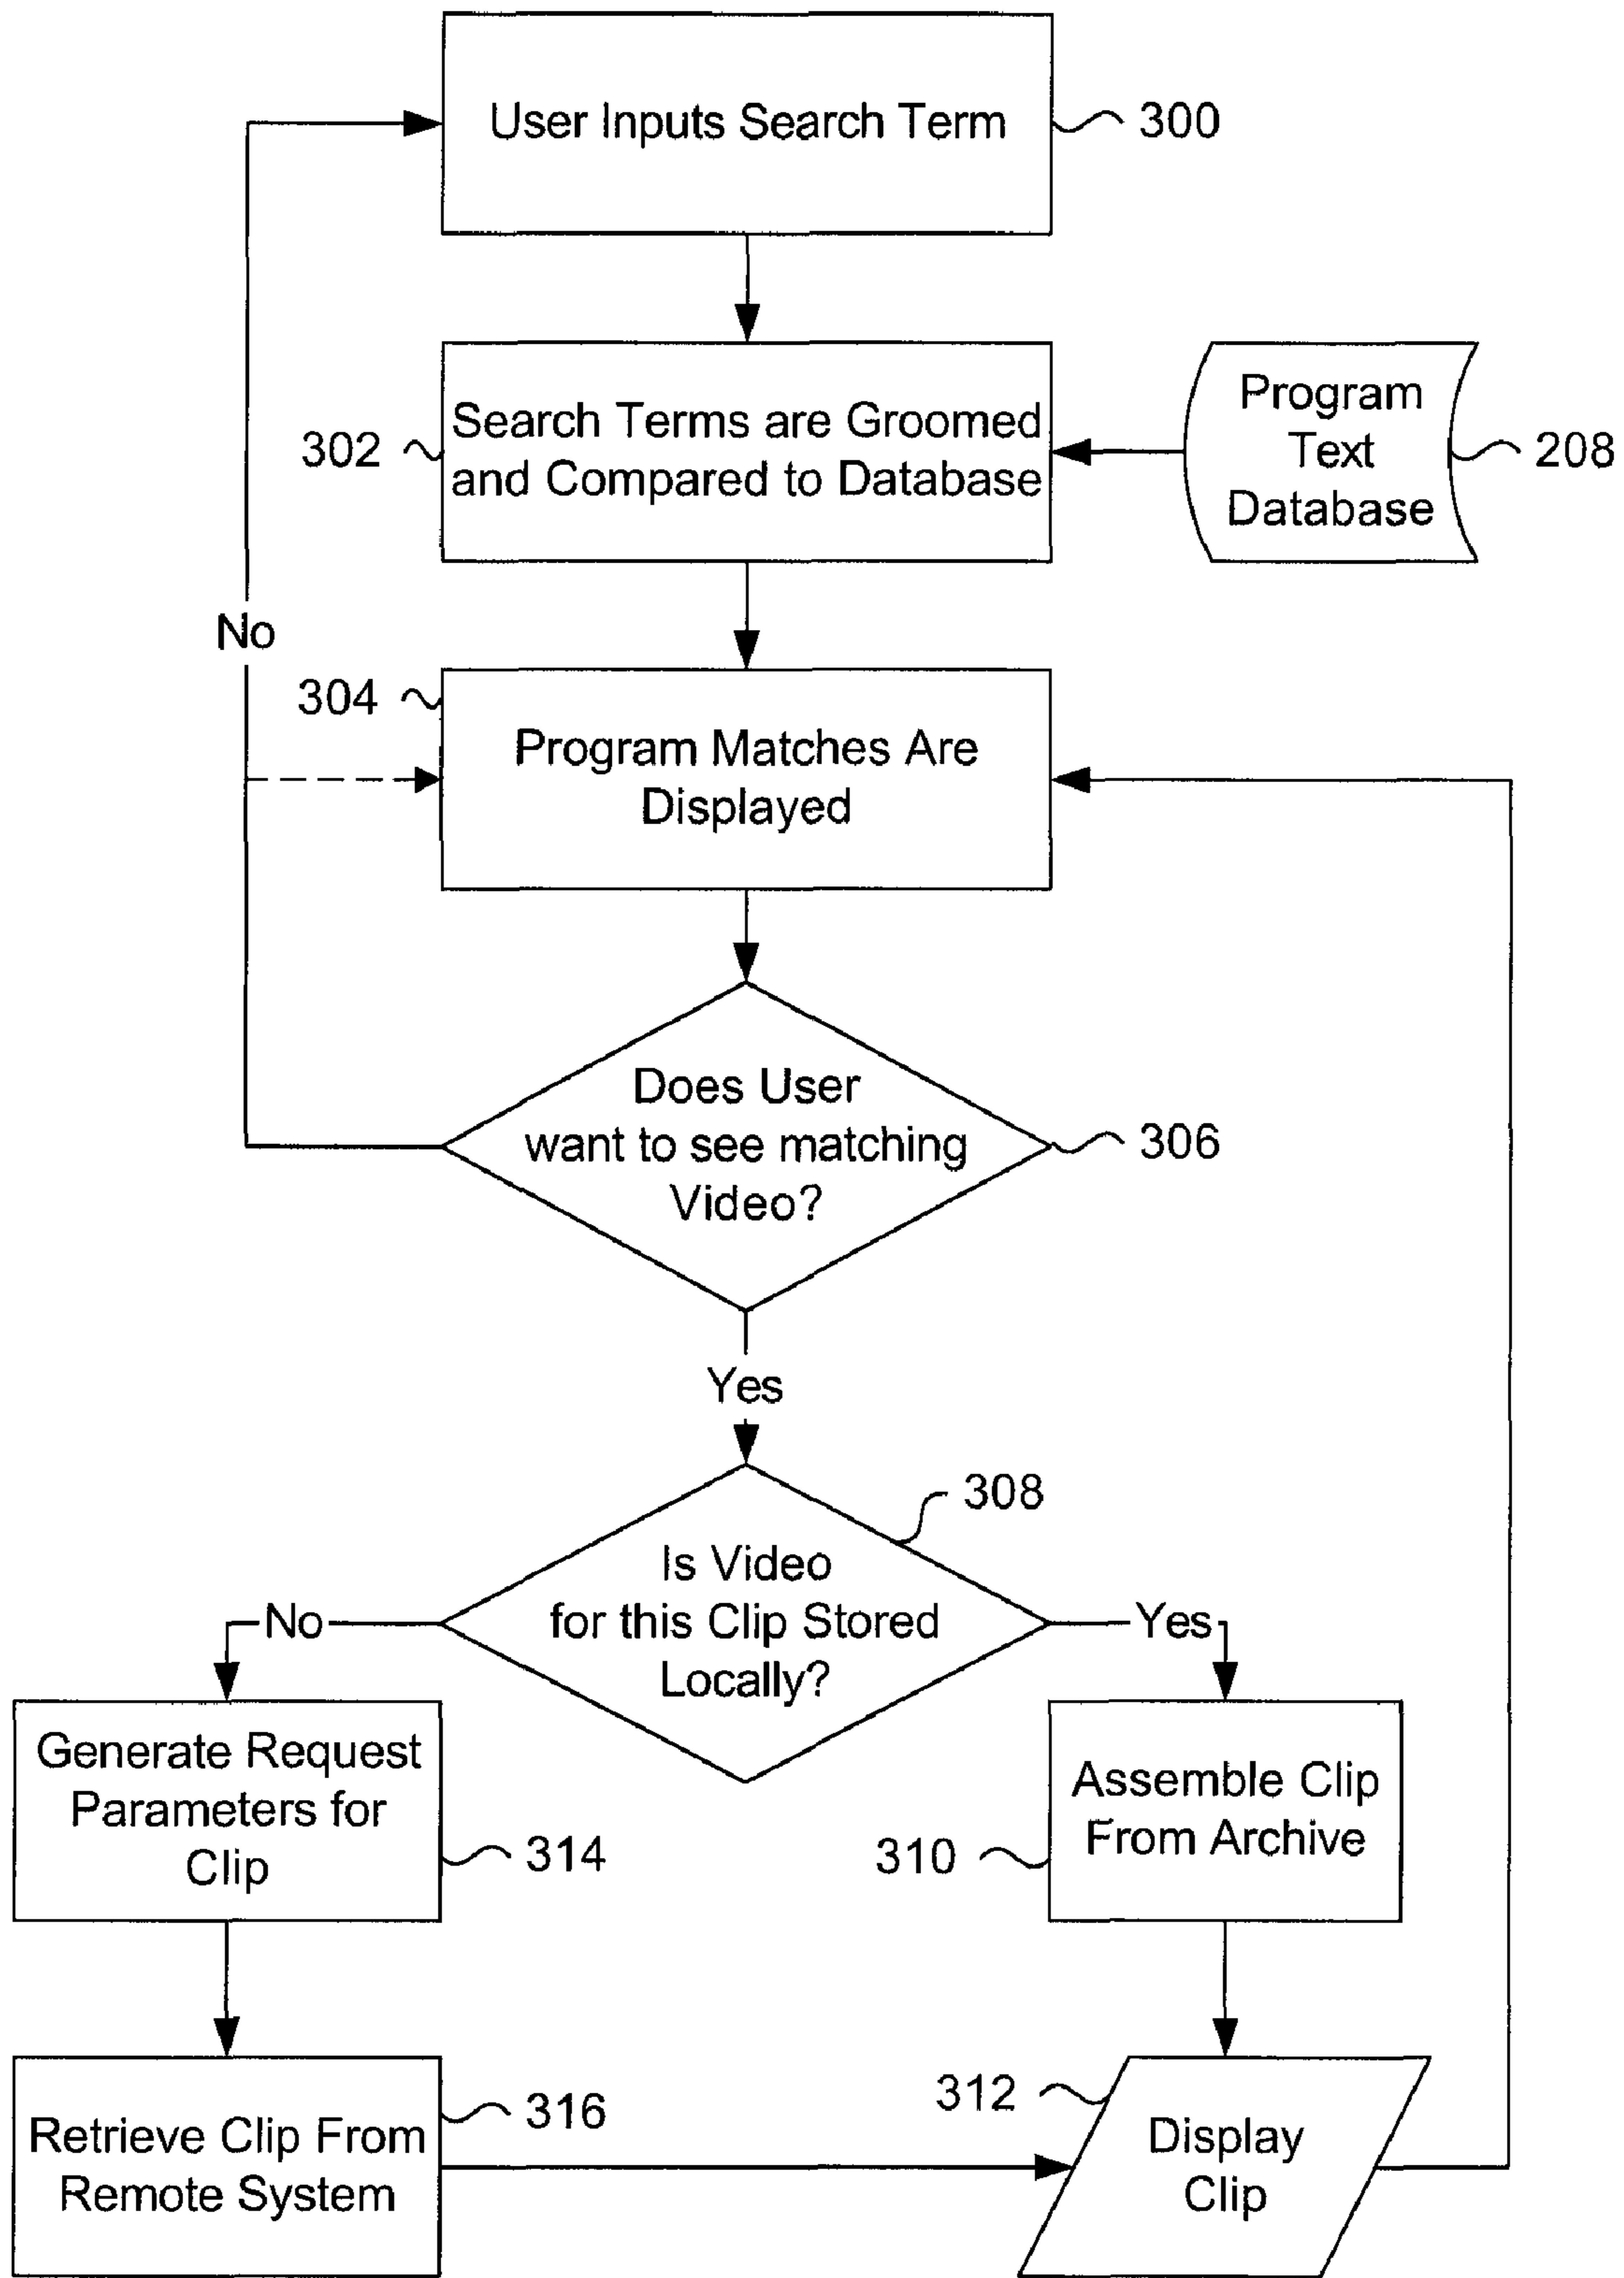 User Inputs Search Term
300
Search Terms are Groomed
and Compared to Database
302
Program
Text
Database
208
No
304
Program Matches Are
Displayed
Does User
want to see matching
Video?
306
Yes
308
Is Video
for this Clip Stored
Locally?
No
Yes
Generate Request
Parameters for
Clip
314
Assemble Clip
From Archive
310
Retrieve Clip From
Remote System
316
312
Display
Clip